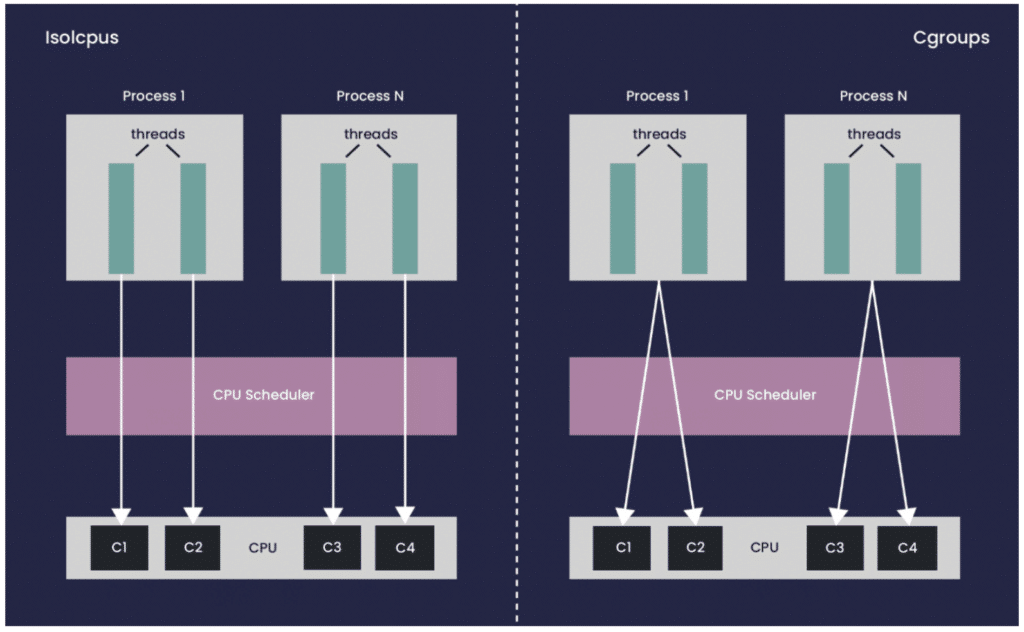 Isolcpus
Process 1
Process N
threads
threads
CPU Scheduler
C1
C2
CPU
C3
C4
Cgroups
Process 1
Process N
threads
threads
CPU Scheduler
C1
C2
CPU
C3
C4